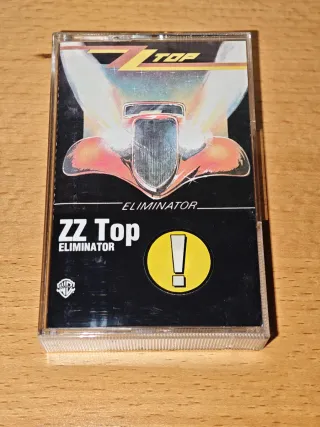 ZZ TOP
ELIMINATOR
ZZ Top
ELIMINATOR
!